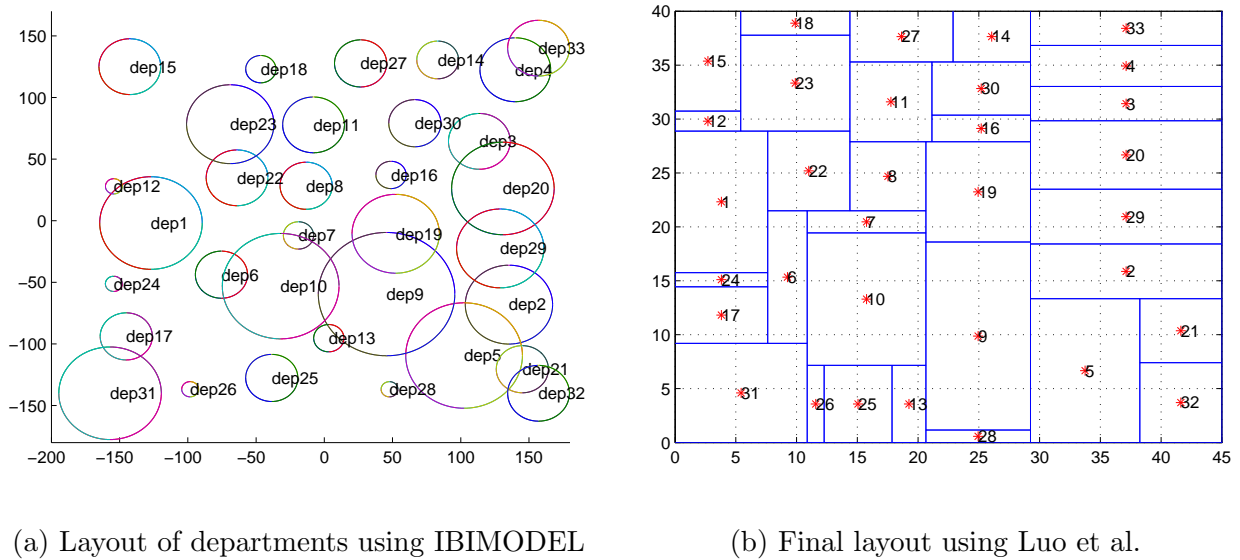 150
100
50
0
−50
−100
−150
−200 −150 −100 −50 0 50 100 150
dep15
dep18
dep27
dep14
dep33
dep4
dep23
dep11
dep30
dep3
dep12
dep22
dep8
dep16
dep20
dep1
dep7
dep19
dep29
dep24
dep6
dep10
dep9
dep2
dep17
dep13
dep5
dep21
dep31
dep26
dep25
dep28
dep32
(a) Layout of departments using IBIMODEL
40
35
30
25
20
15
10
5
0
0 5 10 15 20 25 30 35 40 45
18
27
14
33
15
23
4
11
30
3
12
16
22
8
20
1
19
7
29
24
6
10
2
17
9
21
5
31
26
25
13
32
28
(b) Final layout using Luo et al.